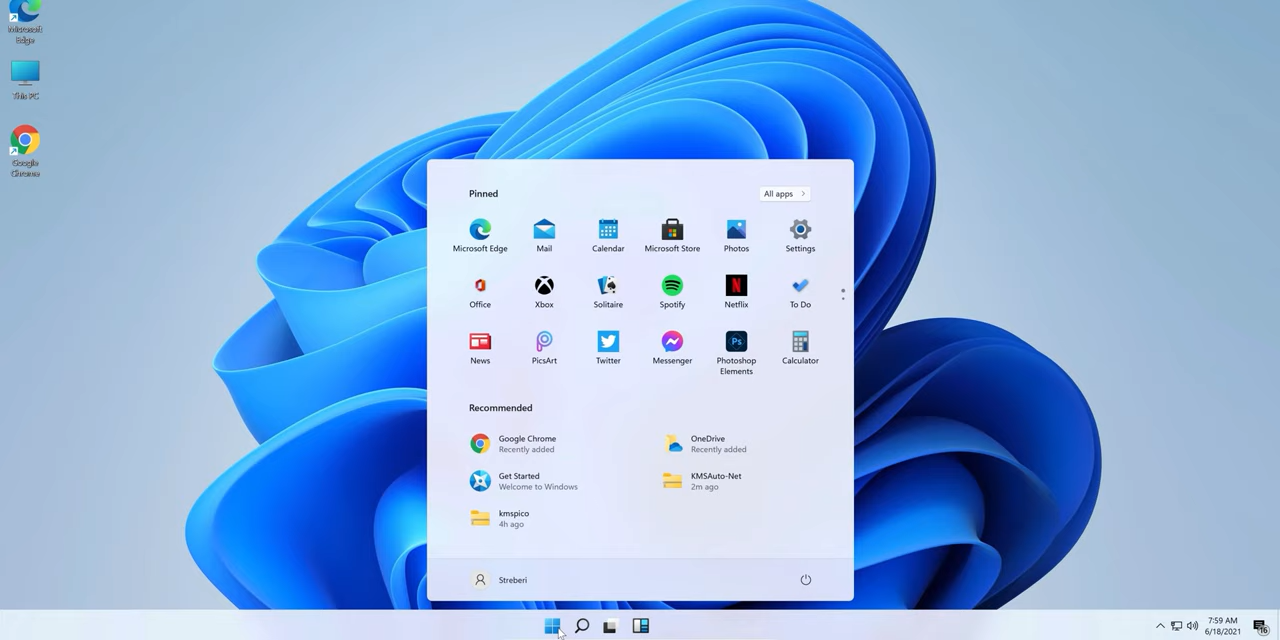 Microsoft
Edge
This PC
Google
Chrome
Pinned
All apps
Microsoft Edge
Mail
Calendar
Microsoft Store
Photos
Settings
Office
Xbox
Solitaire
Spotify
Netflix
To Do
News
PicsArt
Twitter
Messenger
Ps
Photoshop
Elements
Calculator
Recommended
Google Chrome
Recently added
OneDrive
Recently added
Get Started
Welcome to Windows
KMSAuto-Net
2m ago
kmspico
4h ago
Streberi
7:59 AM
6/18/2021
16